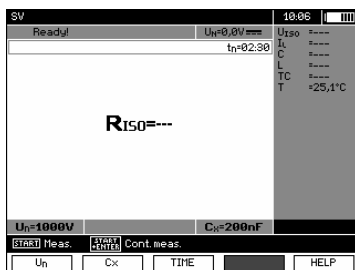 SV 10:06
Ready! UN=0,0V
tn=02:30
UISO =---
IL =---
C =---
L =---
TC =---
T =25,1°C
RISO=---
Un=1000V CX=200nF
START Meas. START +ENTER Cont. meas.
Un Cx TIME HELP